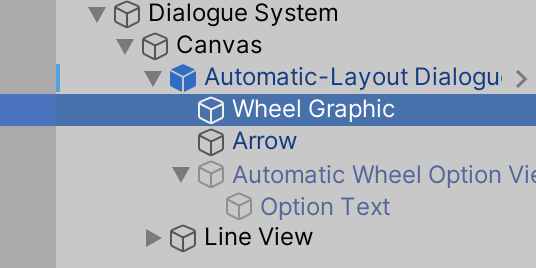 Dialogue System
Canvas
Automatic-Layout Dialogu
Wheel Graphic
Arrow
Automatic Wheel Option Vie
Option Text
Line View